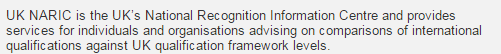 UK NARIC is the UK's National Recognition Information Centre and provides
services for individuals and organisations advising on comparisons of international
qualifications against UK qualification framework levels.